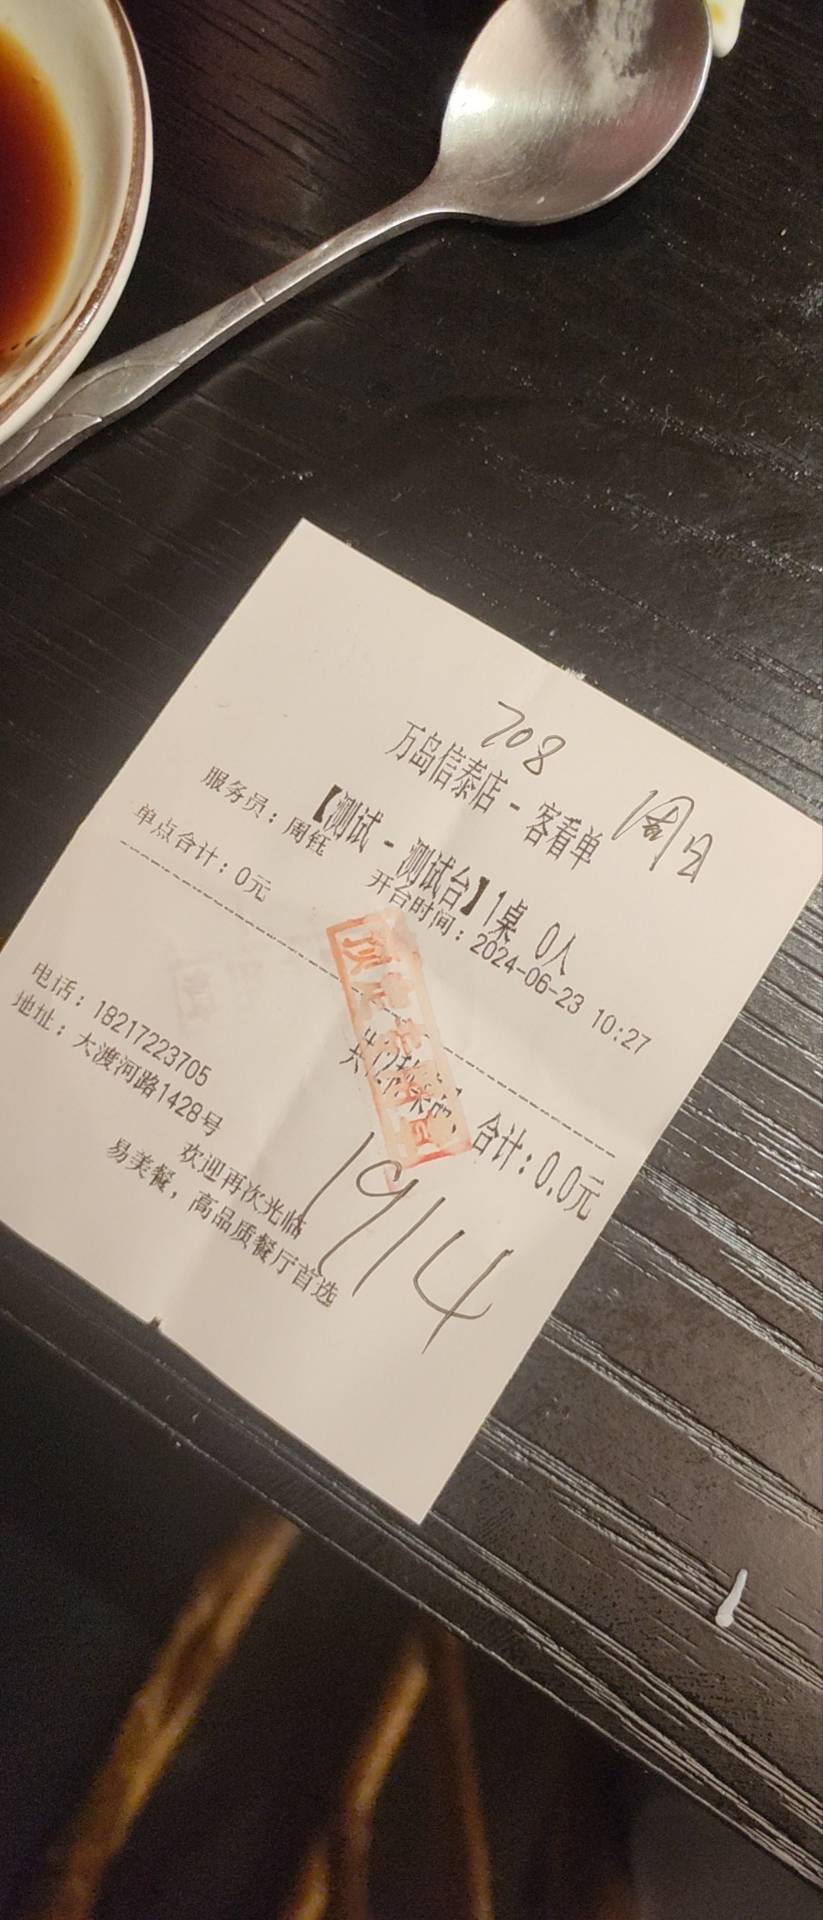 708
万岛信泰店 - 客看单
【测试 - 测试台】1桌 0人
服务员：周钰 开台时间：2024-06-23 10:27
单点合计：0元
合计：0.0元
1914
电话：18217223705
地址：大渡河路1428号
欢迎再次光临
易美餐，高品质餐厅首选